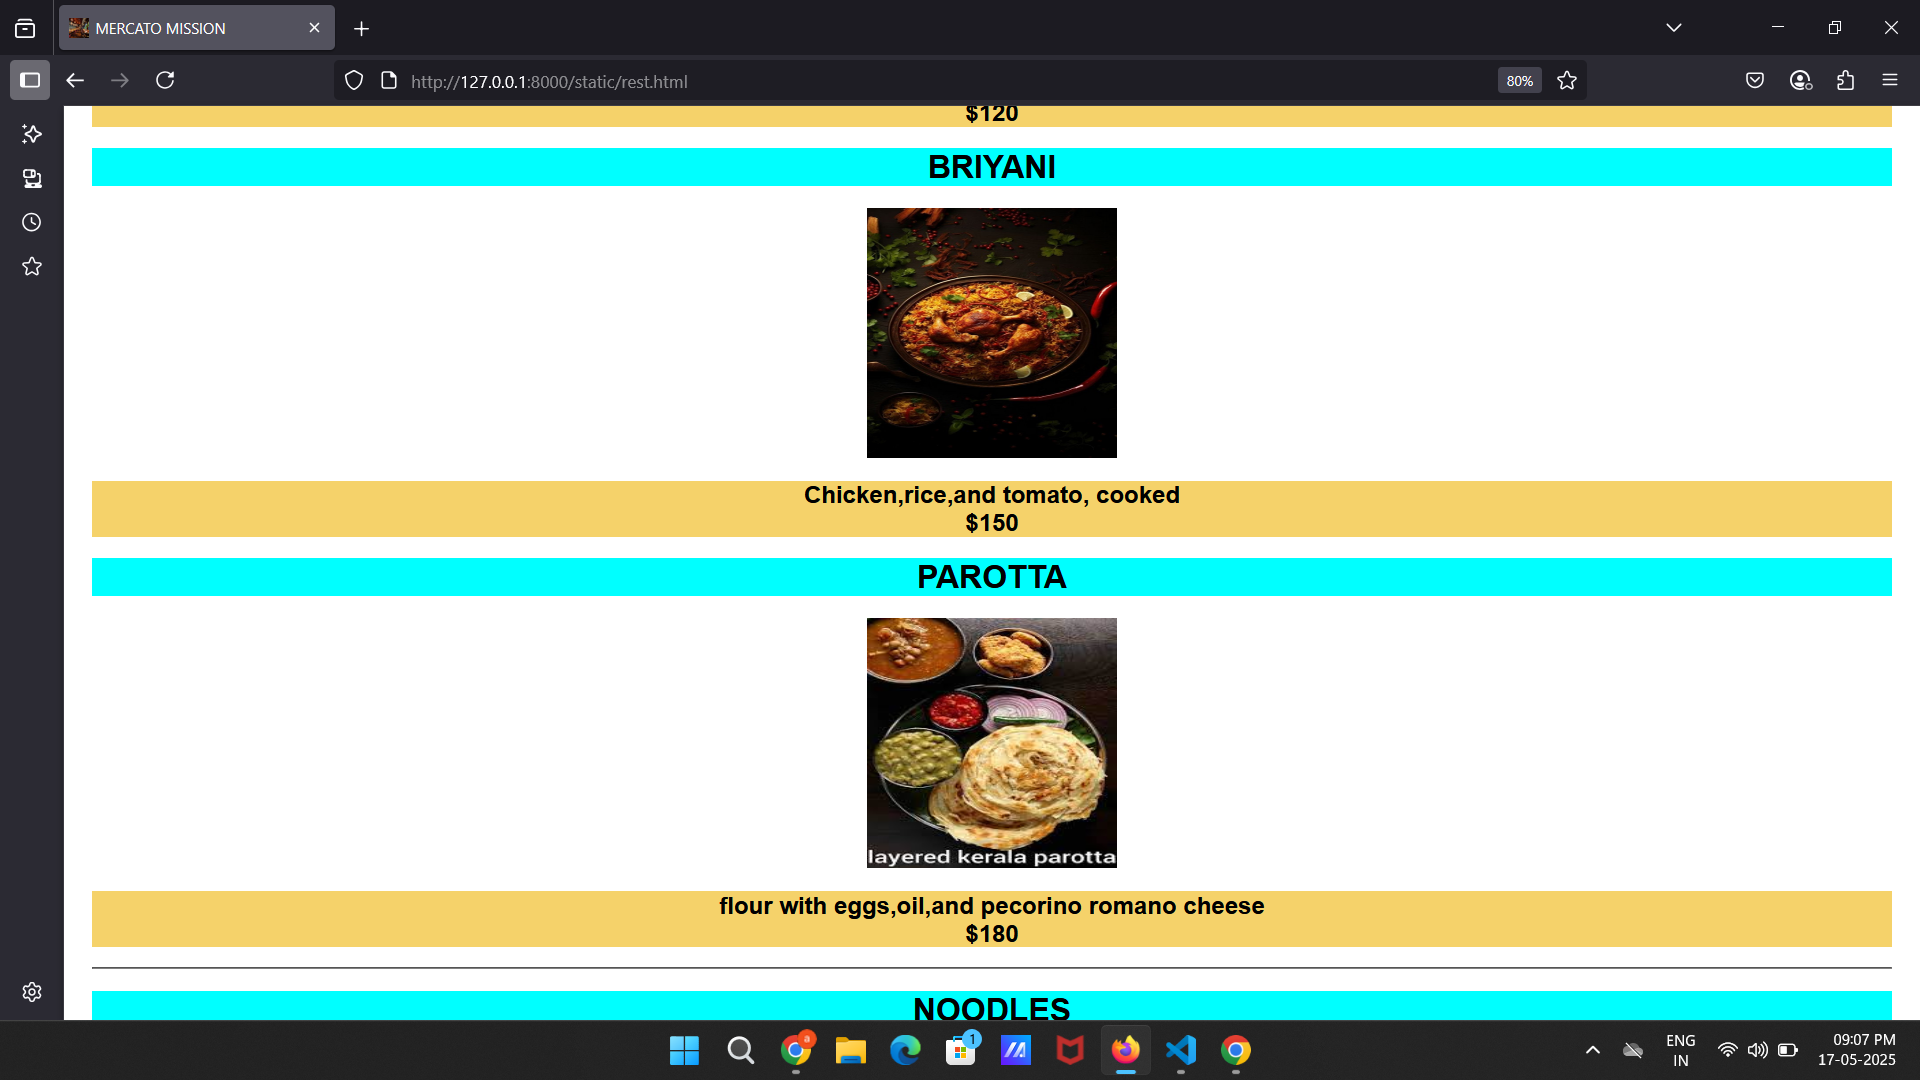 MERCATO MISSION
http://127.0.0.1:8000/static/rest.html
80%
$120
BRIYANI
Chicken,rice,and tomato, cooked
$150
PAROTTA
layered kerala parotta
flour with eggs,oil,and pecorino romano cheese
$180
NOODLES
a
1
ENG
IN
09:07 PM
17-05-2025